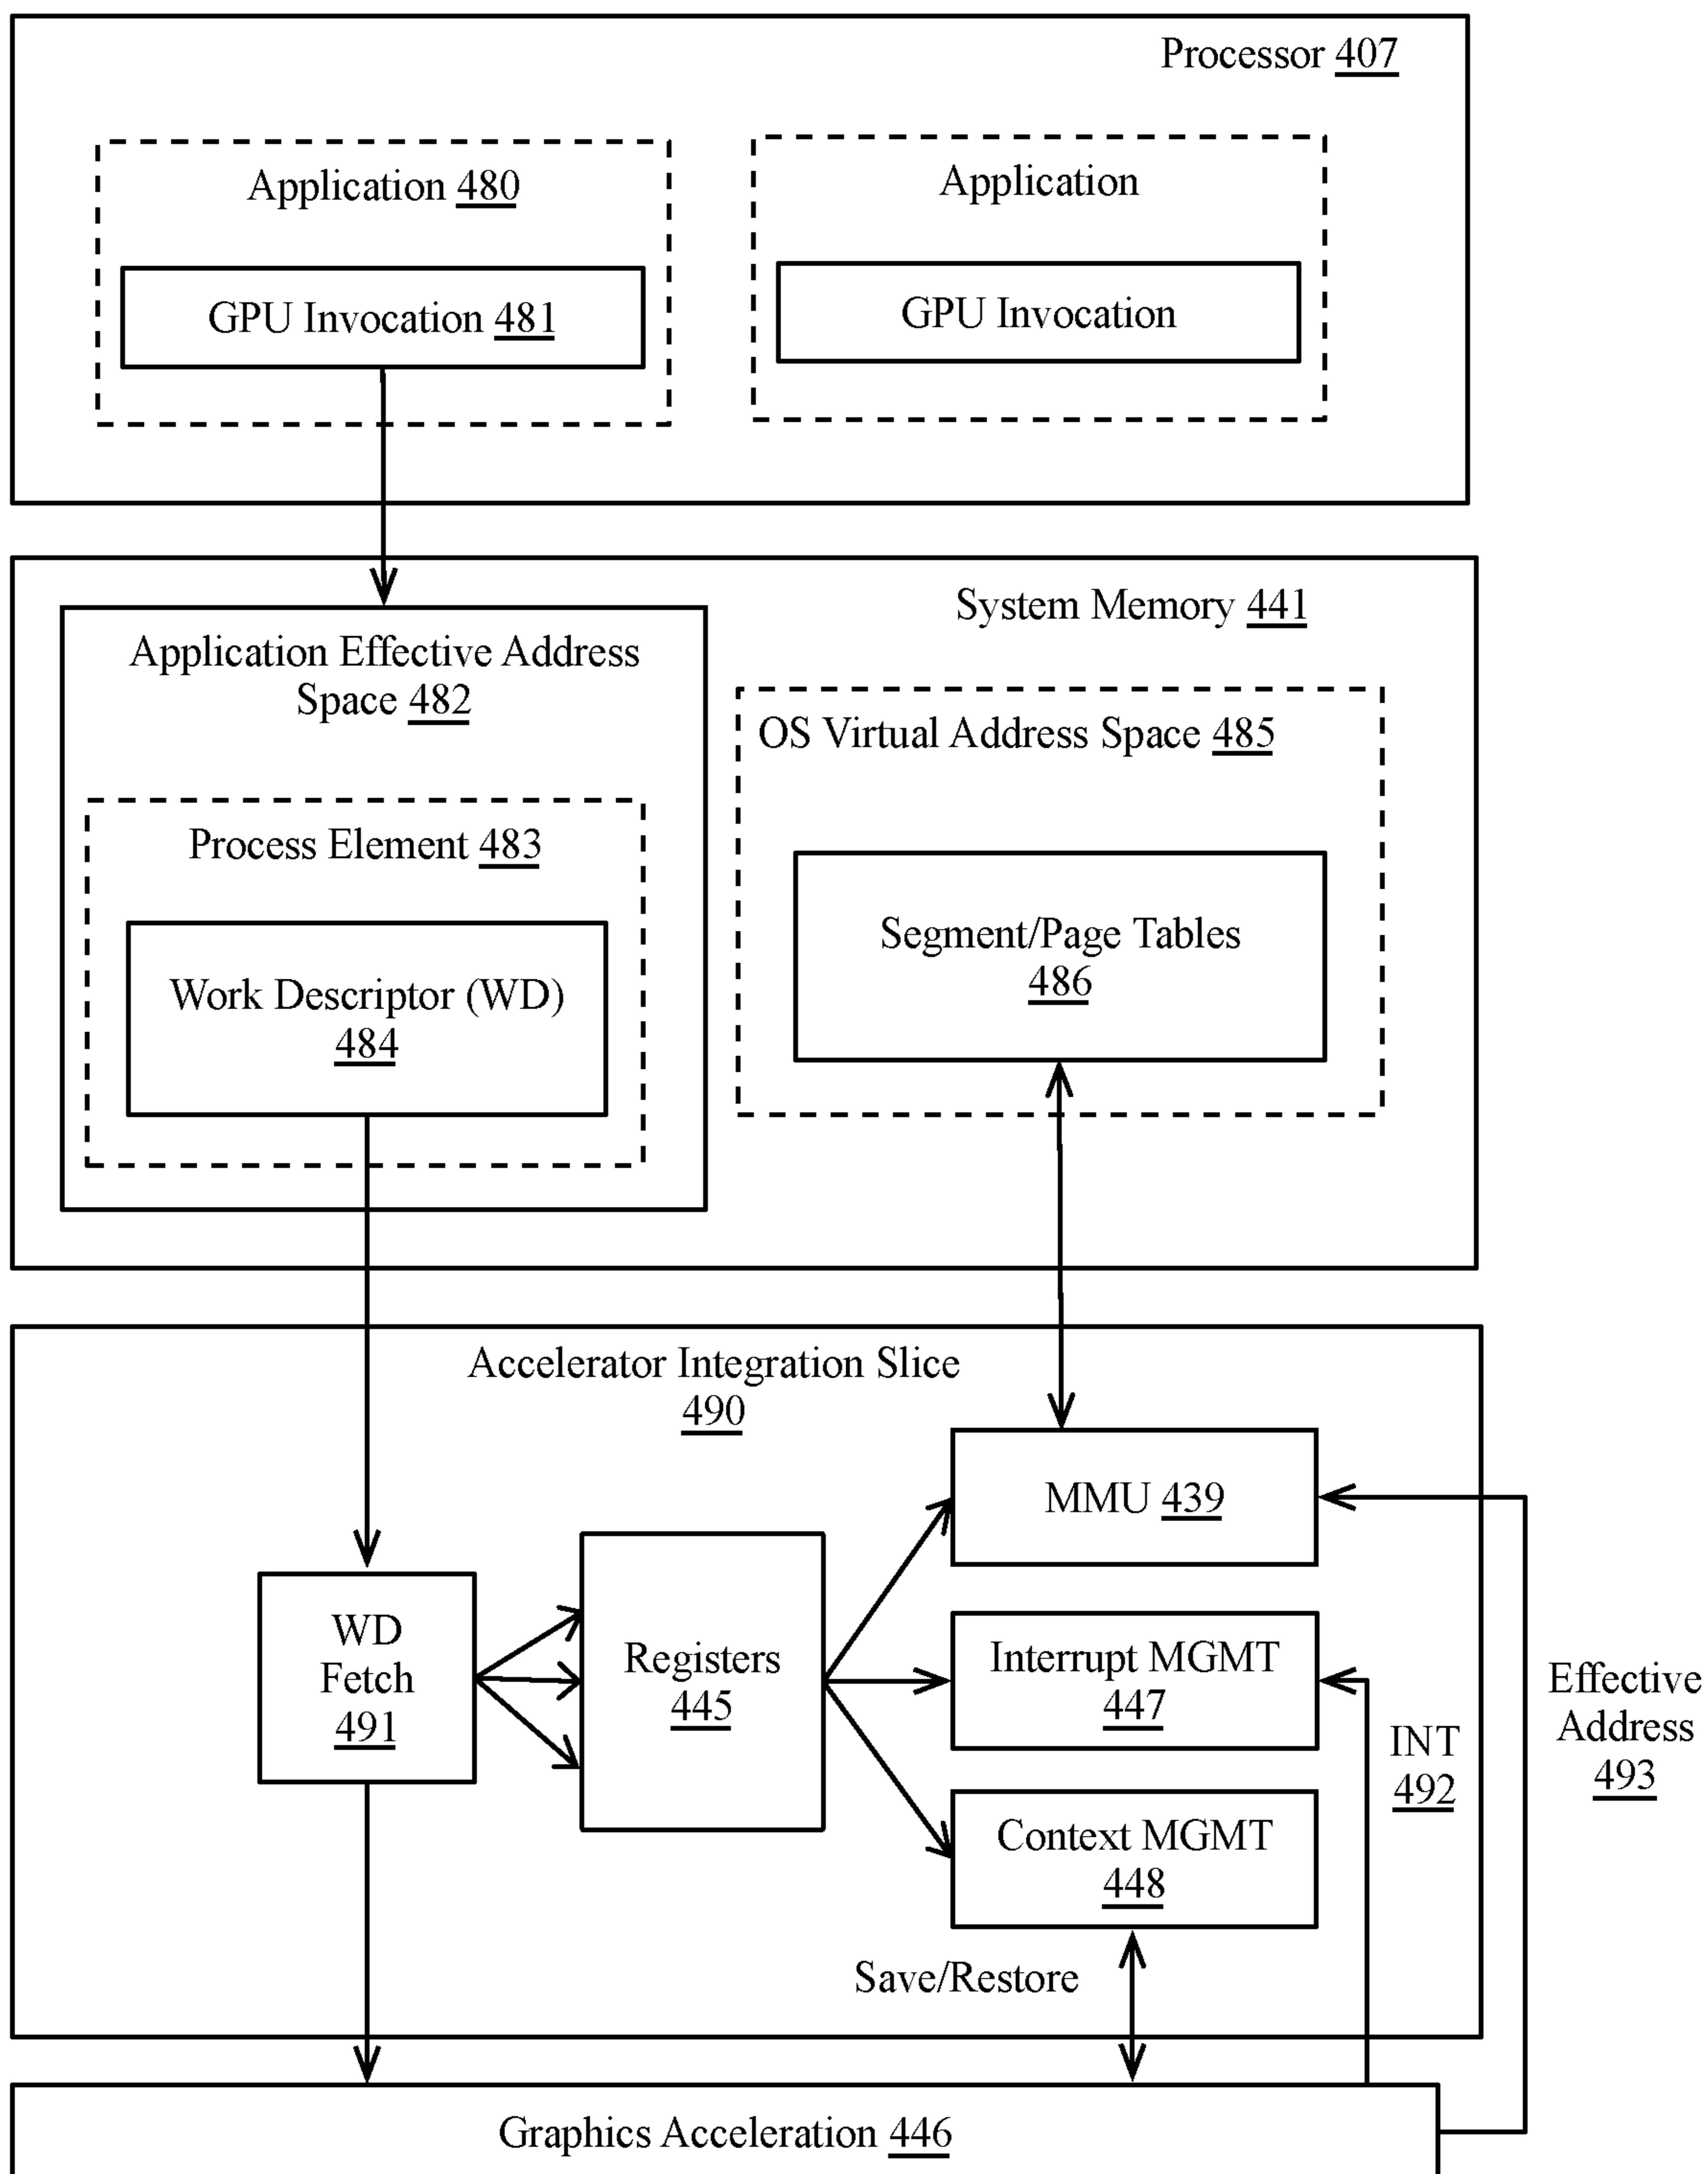 Processor 407
Application 480
GPU Invocation 481
Application
GPU Invocation
System Memory 441
Application Effective Address
Space 482
Process Element 483
Work Descriptor (WD)
484
OS Virtual Address Space 485
Segment/Page Tables
486
Accelerator Integration Slice
490
WD
Fetch
491
Registers
445
MMU 439
Interrupt MGMT
447
Context MGMT
448
Save/Restore
INT
492
Effective
Address
493
Graphics Acceleration 446